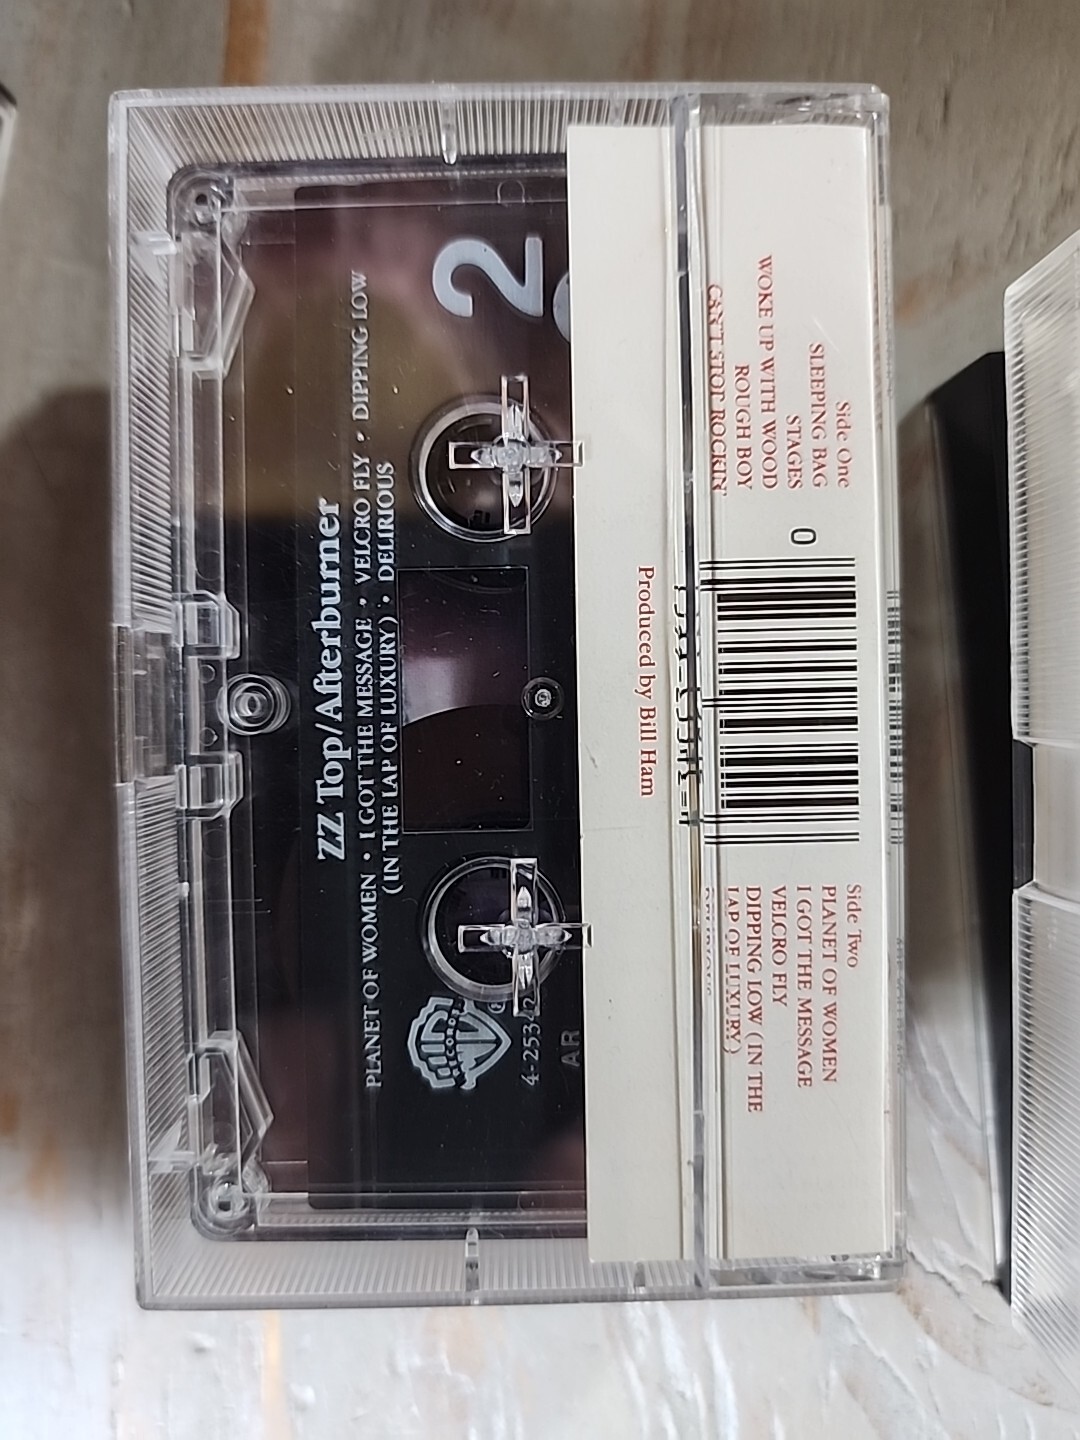 2
ZZ Top/Afterburner
PLANET OF WOMEN • I GOT THE MESSAGE • VELCRO FLY • DIPPING LOW
(IN THE LAP OF LUXURY) • DELIRIOUS
RECORDS
®
4-25342
AR
Side One
SLEEPING BAG
STAGES
WOKE UP WITH WOOD
ROUGH BOY
CAN'T STOP ROCKIN'
0
Side Two
PLANET OF WOMEN
I GOT THE MESSAGE
VELCRO FLY
DIPPING LOW (IN THE
LAP OF LUXURY)
Produced by Bill Ham